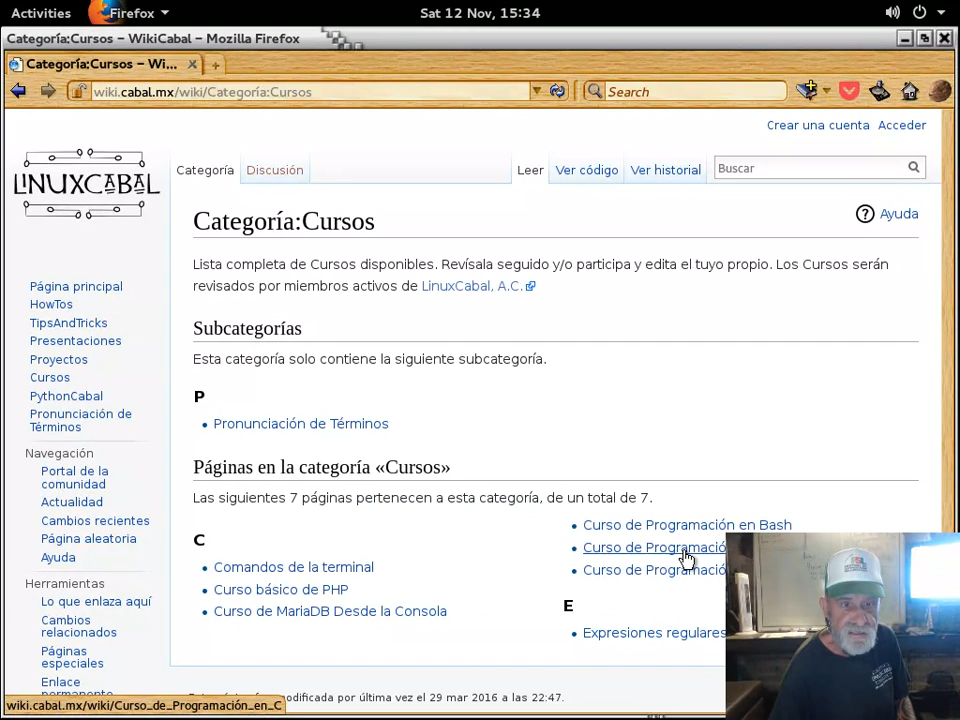 Activities Firefox Sat 12 Nov, 15:34
Categoría:Cursos – WikiCabal – Mozilla Firefox
Categoría:Cursos – Wi...
wiki.cabal.mx/wiki/Categoría:Cursos
Search
Crear una cuenta Acceder
LINUXCABAL
Categoría Discusión Leer Ver código Ver historial Buscar
Categoría:Cursos
Ayuda
Lista completa de Cursos disponibles. Revísala seguido y/o participa y edita el tuyo propio. Los Cursos serán
revisados por miembros activos de LinuxCabal, A.C.
Subcategorías
Esta categoría solo contiene la siguiente subcategoría.
P
Pronunciación de Términos
Páginas en la categoría «Cursos»
Las siguientes 7 páginas pertenecen a esta categoría, de un total de 7.
C
Comandos de la terminal
Curso básico de PHP
Curso de MariaDB Desde la Consola
Curso de Programación en Bash
Curso de Programació
Curso de Programació
E
Expresiones regulares
Página principal
HowTos
TipsAndTricks
Presentaciones
Proyectos
Cursos
PythonCabal
Pronunciación de
Términos
Navegación
Portal de la
comunidad
Actualidad
Cambios recientes
Página aleatoria
Ayuda
Herramientas
Lo que enlaza aquí
Cambios
relacionados
Páginas
especiales
Enlace
permanente
modificada por última vez el 29 mar 2016 a las 22:47.
wiki.cabal.mx/wiki/Curso_de_Programación_en_C